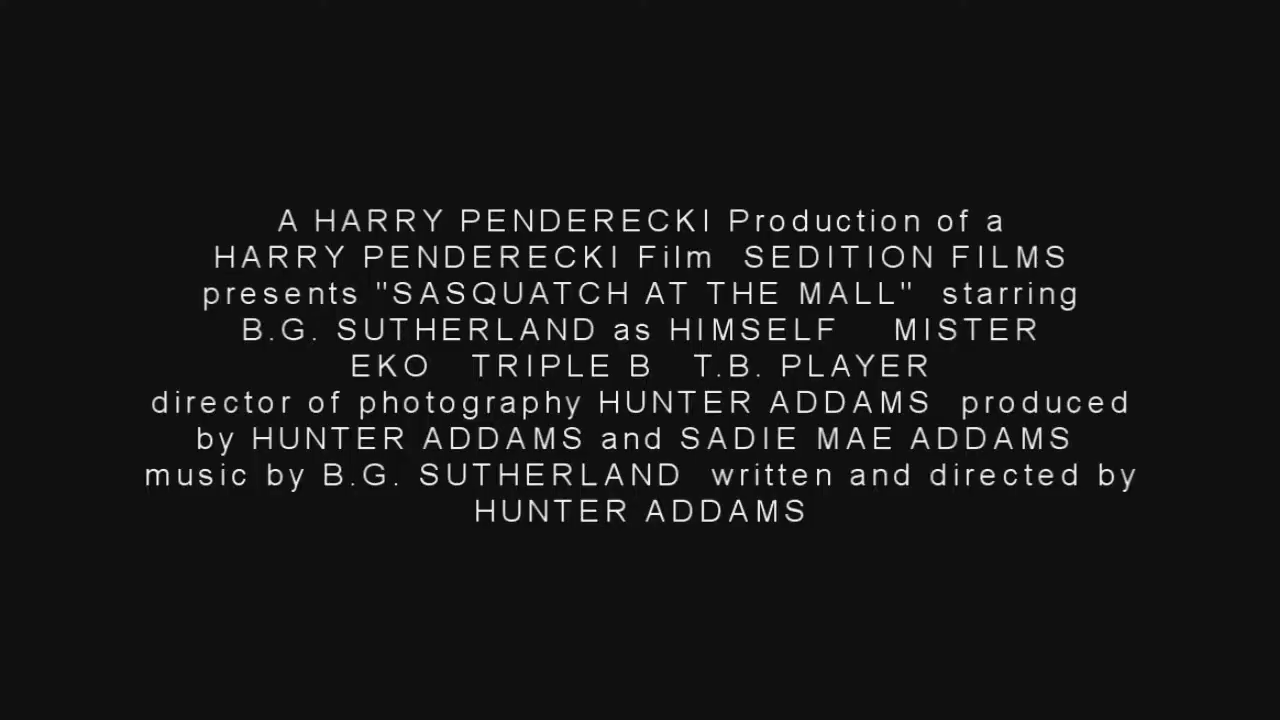 A HARRY PENDERECKI Production of a
HARRY PENDERECKI Film  SEDITION FILMS
presents "SASQUATCH AT THE MALL"  starring
B.G. SUTHERLAND as HIMSELF    MISTER
EKO   TRIPLE B   T.B. PLAYER
director of photography HUNTER ADDAMS  produced
by HUNTER ADDAMS and SADIE MAE ADDAMS
music by B.G. SUTHERLAND  written and directed by
HUNTER ADDAMS